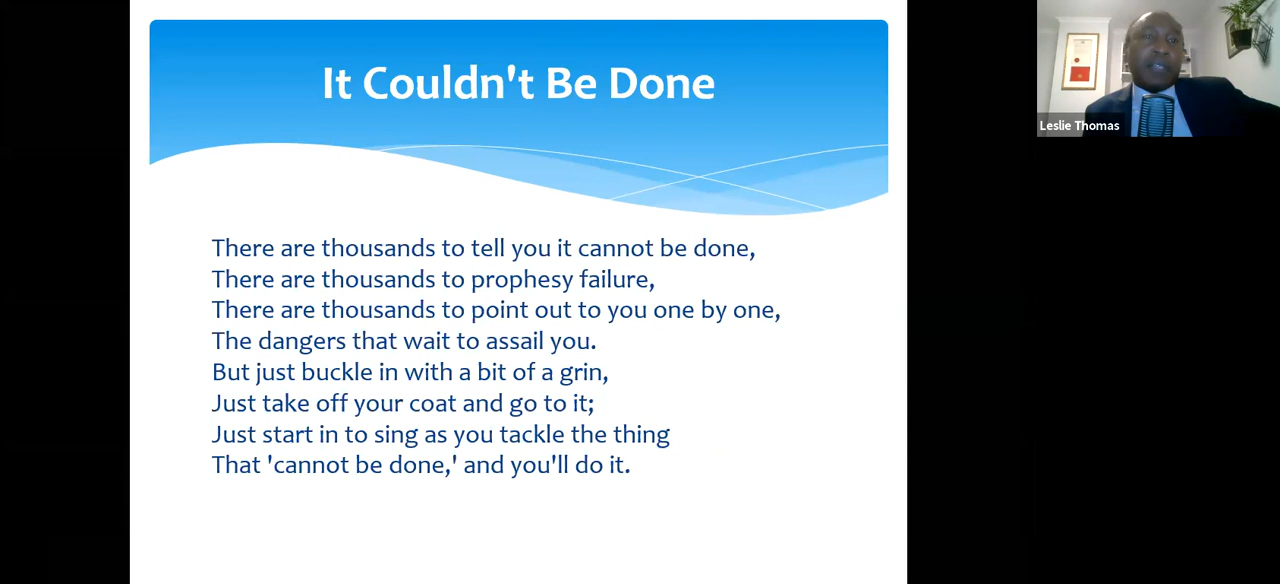 It Couldn't Be Done
There are thousands to tell you it cannot be done,
There are thousands to prophesy failure,
There are thousands to point out to you one by one,
The dangers that wait to assail you.
But just buckle in with a bit of a grin,
Just take off your coat and go to it;
Just start in to sing as you tackle the thing
That 'cannot be done,' and you'll do it.
Leslie Thomas